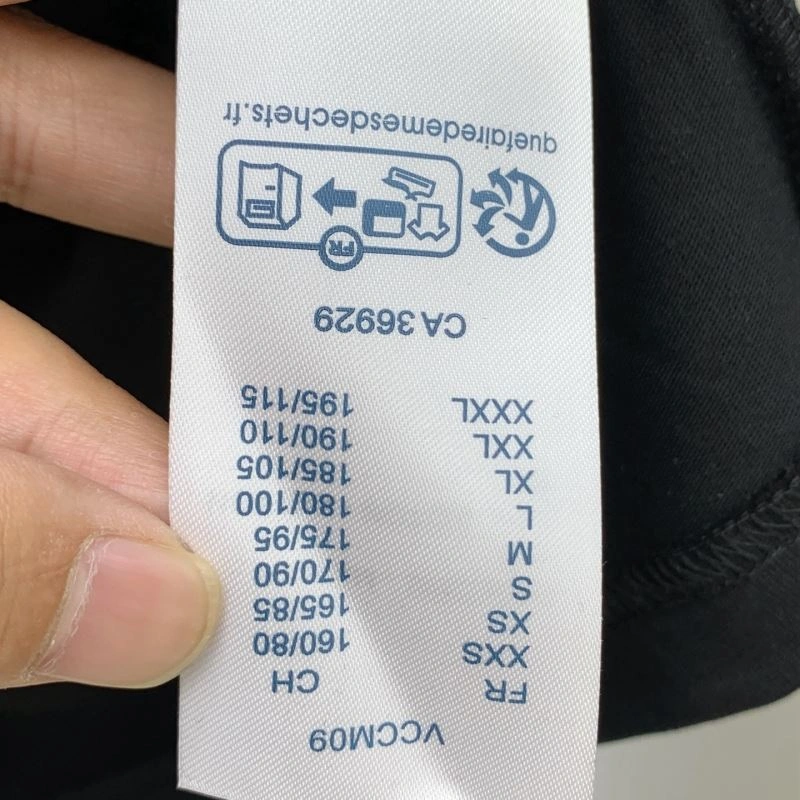 VCCM09
FR CH
XXS 160/80
XS 165/85
S 170/90
M 175/95
L 180/100
XL 185/105
XXL 190/110
XXXL 195/115
CA 36929
FR
quefairedemesdechets.fr